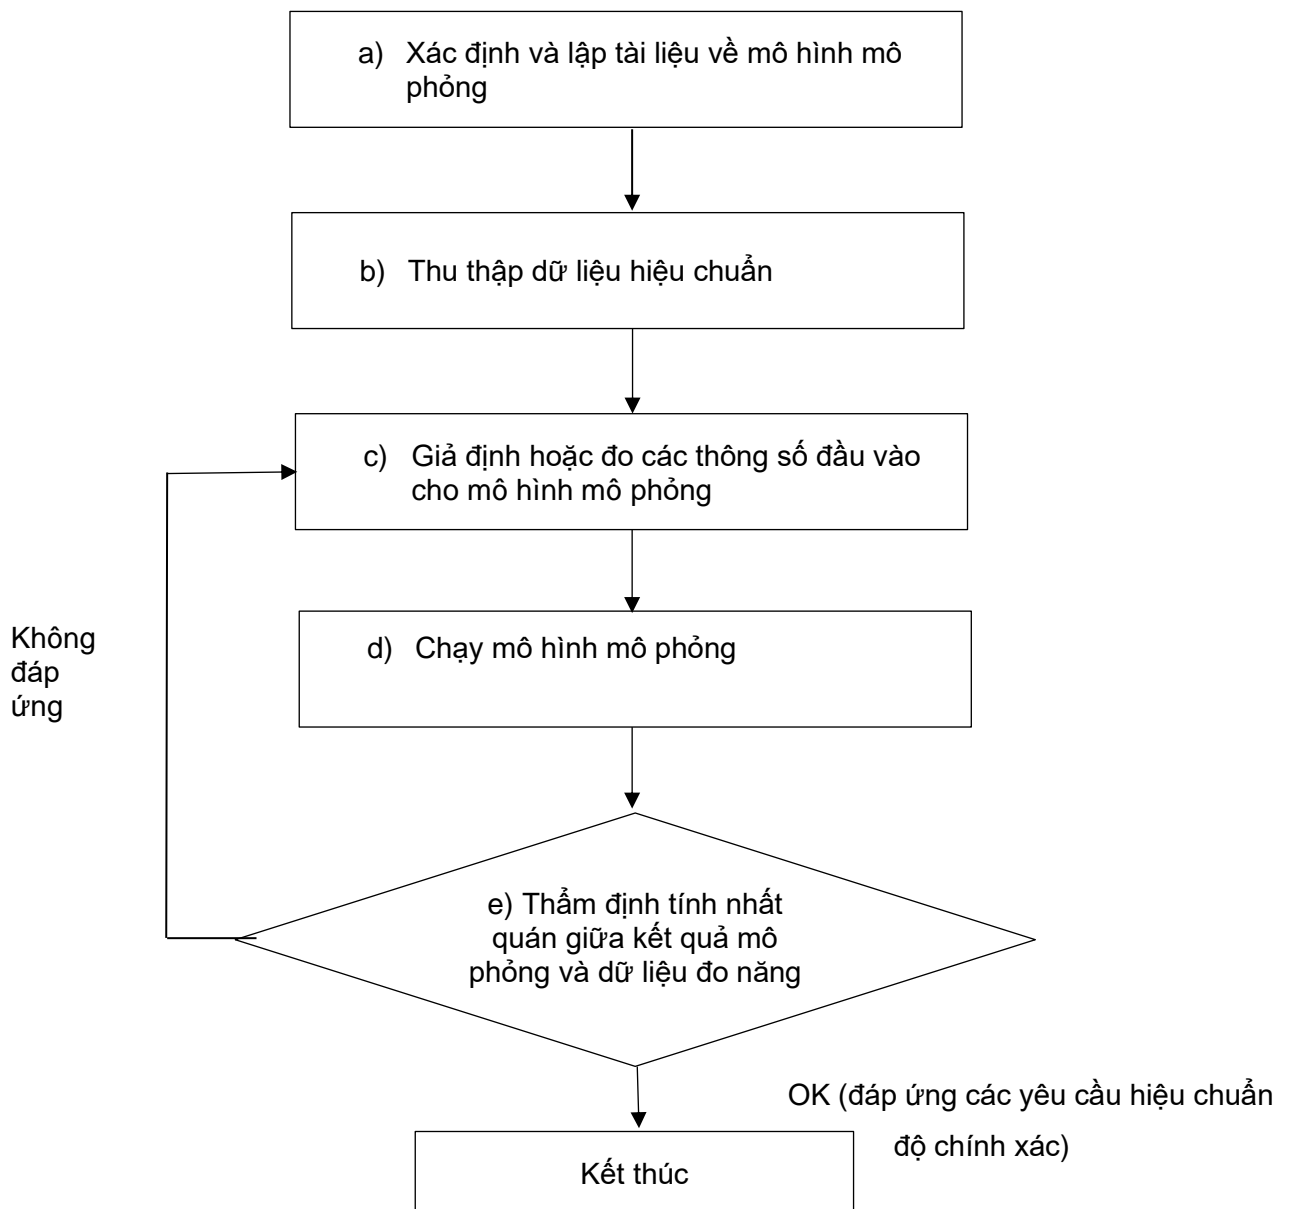 a) Xác định và lập tài liệu về mô hình mô
phỏng
b) Thu thập dữ liệu hiệu chuẩn
c) Giả định hoặc đo các thông số đầu vào
cho mô hình mô phỏng
d) Chạy mô hình mô phỏng
Không
đáp
ứng
e) Thẩm định tính nhất
quán giữa kết quả mô
phỏng và dữ liệu đo năng
OK (đáp ứng các yêu cầu hiệu chuẩn
độ chính xác)
Kết thúc